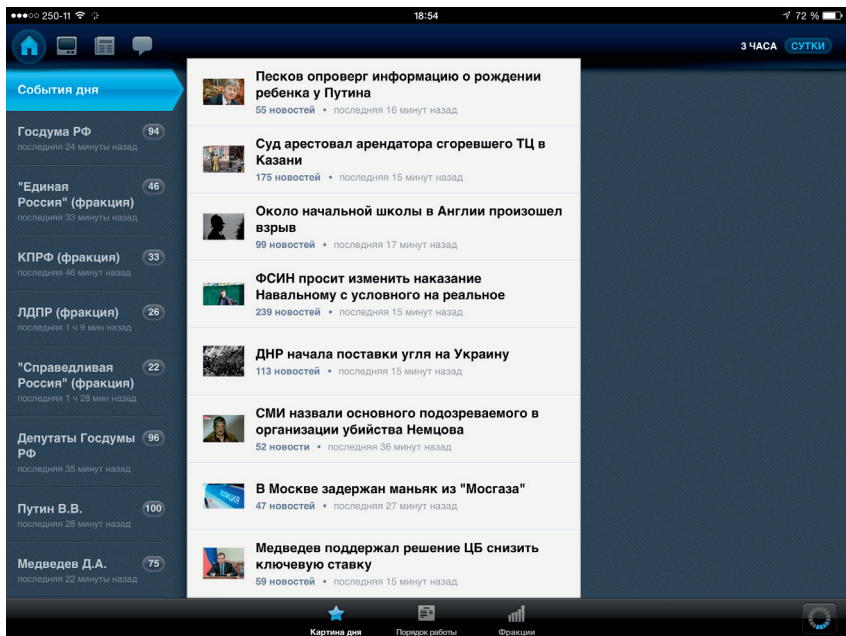 250-11
18:54
72 %
3 ЧАСА СУТКИ
События дня
Госдума РФ 94
последняя 24 минуты назад
"Единая 46
Россия" (фракция)
последняя 33 минуты назад
КПРФ (фракция) 33
последняя 46 минут назад
ЛДПР (фракция) 26
последняя 1 ч 9 мин назад
"Справедливая 22
Россия" (фракция)
последняя 1 ч 28 мин назад
Депутаты Госдумы 96
РФ
последняя 35 минут назад
Путин В.В. 100
последняя 28 минут назад
Медведев Д.А. 75
последняя 22 минуты назад
Песков опроверг информацию о рождении
ребенка у Путина
55 новостей • последняя 16 минут назад
Суд арестовал арендатора сгоревшего ТЦ в
Казани
175 новостей • последняя 15 минут назад
Около начальной школы в Англии произошел
взрыв
99 новостей • последняя 17 минут назад
ФСИН просит изменить наказание
Навальному с условного на реальное
239 новостей • последняя 15 минут назад
ДНР начала поставки угля на Украину
113 новостей • последняя 15 минут назад
СМИ назвали основного подозреваемого в
организации убийства Немцова
52 новости • последняя 36 минут назад
В Москве задержан маньяк из "Мосгаза"
47 новостей • последняя 27 минут назад
Медведев поддержал решение ЦБ снизить
ключевую ставку
59 новостей • последняя 15 минут назад
Картина дня Порядок работы Фракции